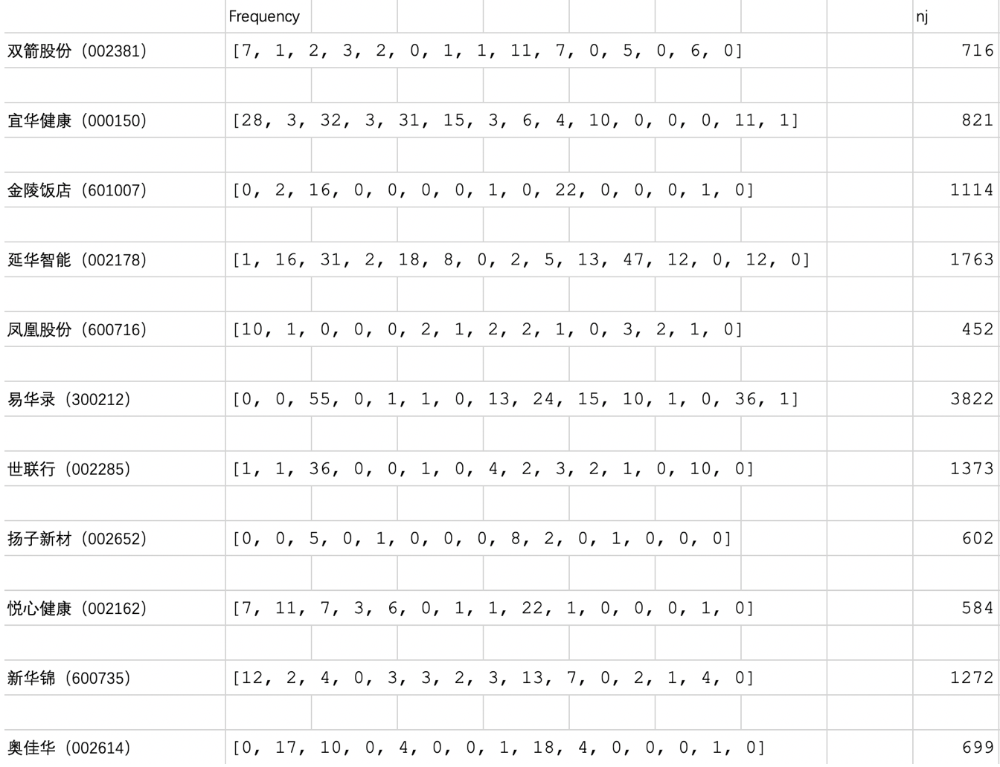 Frequency nj
双箭股份（002381） [7, 1, 2, 3, 2, 0, 1, 1, 11, 7, 0, 5, 0, 6, 0] 716
宜华健康（000150） [28, 3, 32, 3, 31, 15, 3, 6, 4, 10, 0, 0, 0, 11, 1] 821
金陵饭店（601007） [0, 2, 16, 0, 0, 0, 0, 1, 0, 22, 0, 0, 0, 1, 0] 1114
延华智能（002178） [1, 16, 31, 2, 18, 8, 0, 2, 5, 13, 47, 12, 0, 12, 0] 1763
凤凰股份（600716） [10, 1, 0, 0, 0, 2, 1, 2, 2, 1, 0, 3, 2, 1, 0] 452
易华录（300212） [0, 0, 55, 0, 1, 1, 0, 13, 24, 15, 10, 1, 0, 36, 1] 3822
世联行（002285） [1, 1, 36, 0, 0, 1, 0, 4, 2, 3, 2, 1, 0, 10, 0] 1373
扬子新材（002652） [0, 0, 5, 0, 1, 0, 0, 0, 8, 2, 0, 1, 0, 0, 0] 602
悦心健康（002162） [7, 11, 7, 3, 6, 0, 1, 1, 22, 1, 0, 0, 0, 1, 0] 584
新华锦（600735） [12, 2, 4, 0, 3, 3, 2, 3, 13, 7, 0, 2, 1, 4, 0] 1272
奥佳华（002614） [0, 17, 10, 0, 4, 0, 0, 1, 18, 4, 0, 0, 0, 1, 0] 699